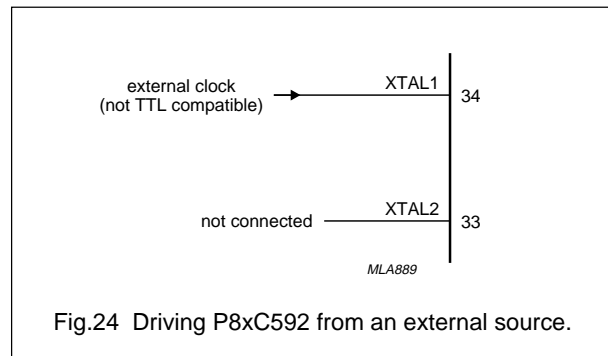 external clock
(not TTL compatible)
XTAL1
34
not connected
XTAL2
33
MLA889
Fig.24 Driving P8xC592 from an external source.